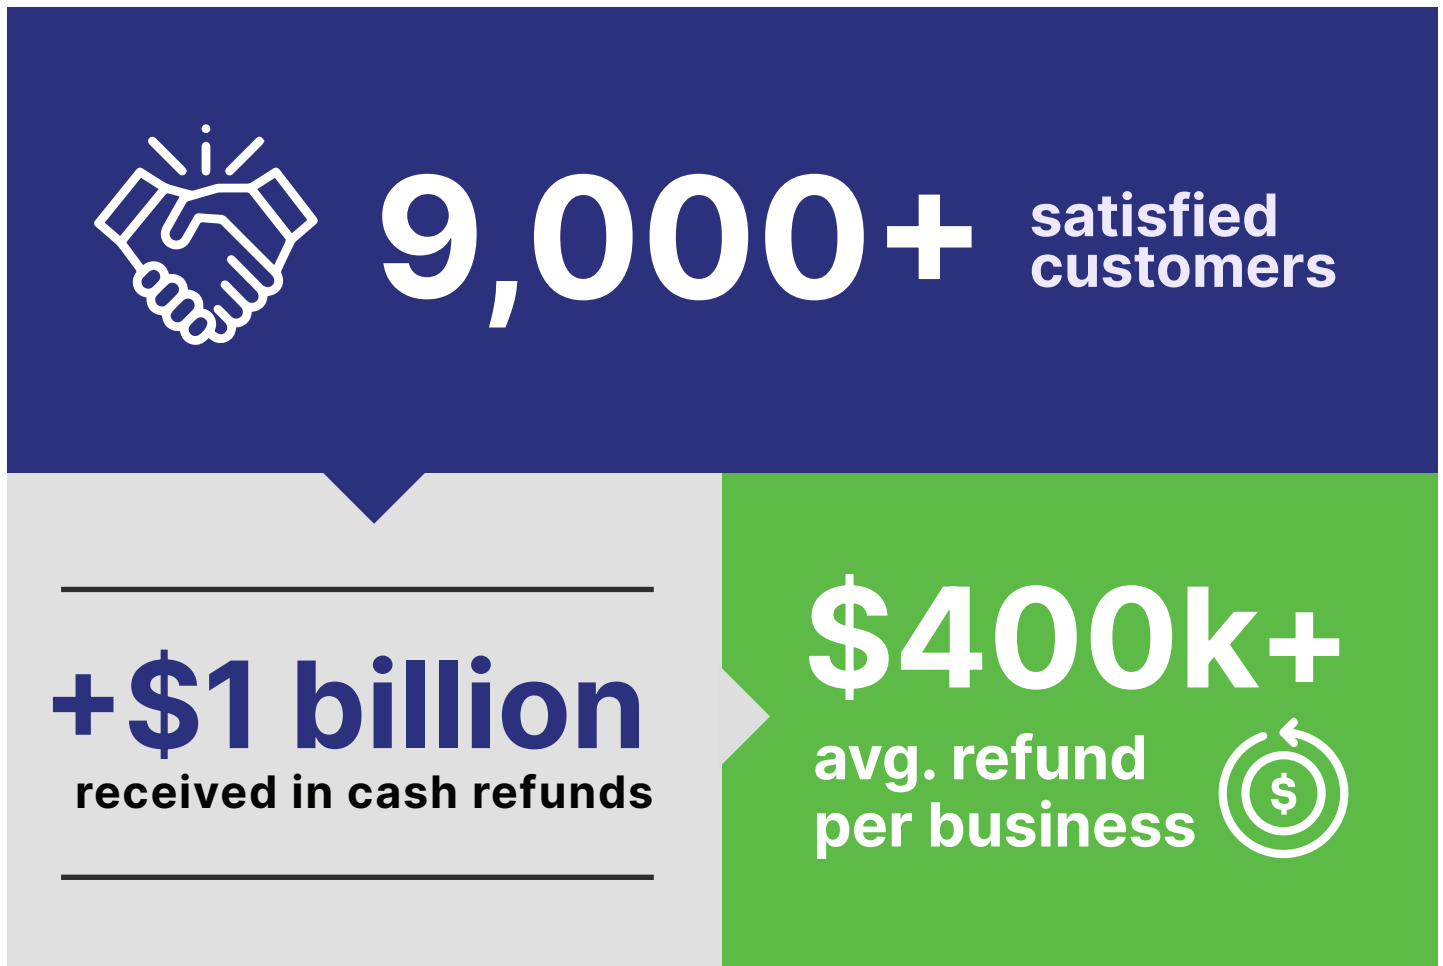 9,000+
satisfied
customers
+$1 billion
received in cash refunds
$400k+
avg. refund
per business
$